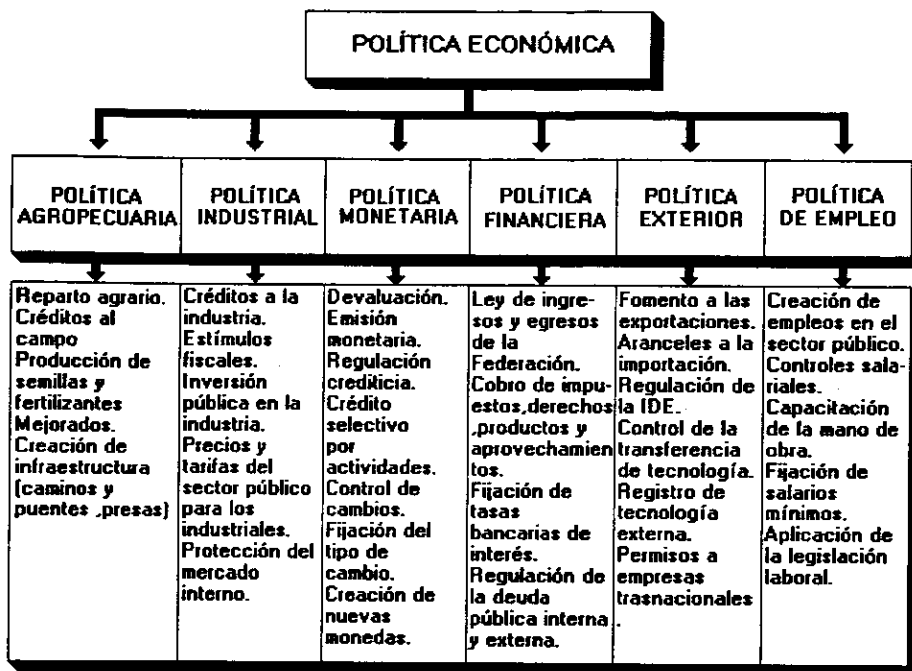 POLÍTICA ECONÓMICA
POLÍTICA
AGROPECUARIA
POLÍTICA
INDUSTRIAL
POLÍTICA
MONETARIA
POLÍTICA
FINANCIERA
POLÍTICA
EXTERIOR
POLÍTICA
DE EMPLEO
Reparto agrario.
Créditos al
campo
Producción de
semillas y
fertilizantes
Mejorados.
Creación de
infraestructura
(caminos y
puentes ,presas)
Créditos a la
industria.
Estímulos
fiscales.
Inversión
pública en la
industria.
Precios y
tarifas del
sector público
para los
industriales.
Protección del
mercado
interno.
Devaluación.
Emisión
monetaria.
Regulación
crediticia.
Crédito
selectivo
por
actividades.
Control de
cambios.
Fijación del
tipo de
cambio.
Creación de
nuevas
monedas.
Ley de ingre-
sos y egresos
de la
Federación.
Cobro de impu-
estos,derechos
,productos y
aprovechamien
tos.
Fijación de
tasas
bancarias de
interés.
Regulación de
la deuda
pública interna
y externa.
Fomento a las
exportaciones.
Aranceles a la
importación.
Regulación de
la IDE.
Control de la
transferencia
de tecnología.
Registro de
tecnología
externa.
Permisos a
empresas
trasnacionales
.
Creación de
empleos en el
sector público.
Controles sala-
riales.
Capacitación
de la mano de
obra.
Fijación de
salarios
mínimos.
Aplicación de
la legislación
laboral.